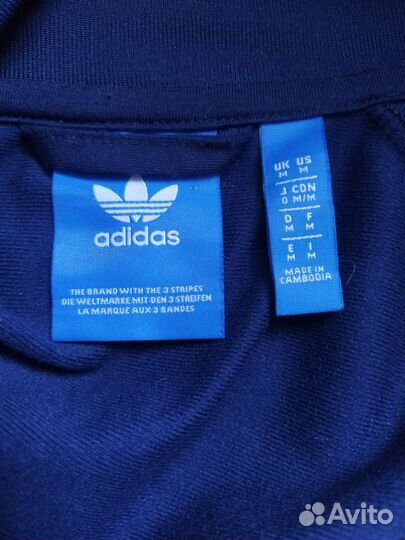 adidas
THE BRAND WITH THE 3 STRIPES
DIE WELTMARKE MIT DEN 3 STREIFEN
LA MARQUE AUX 3 BANDES
UK US
M M
J CDN
O M/M
D F
M M
E I
M M
MADE IN
CAMBODIA
Avito